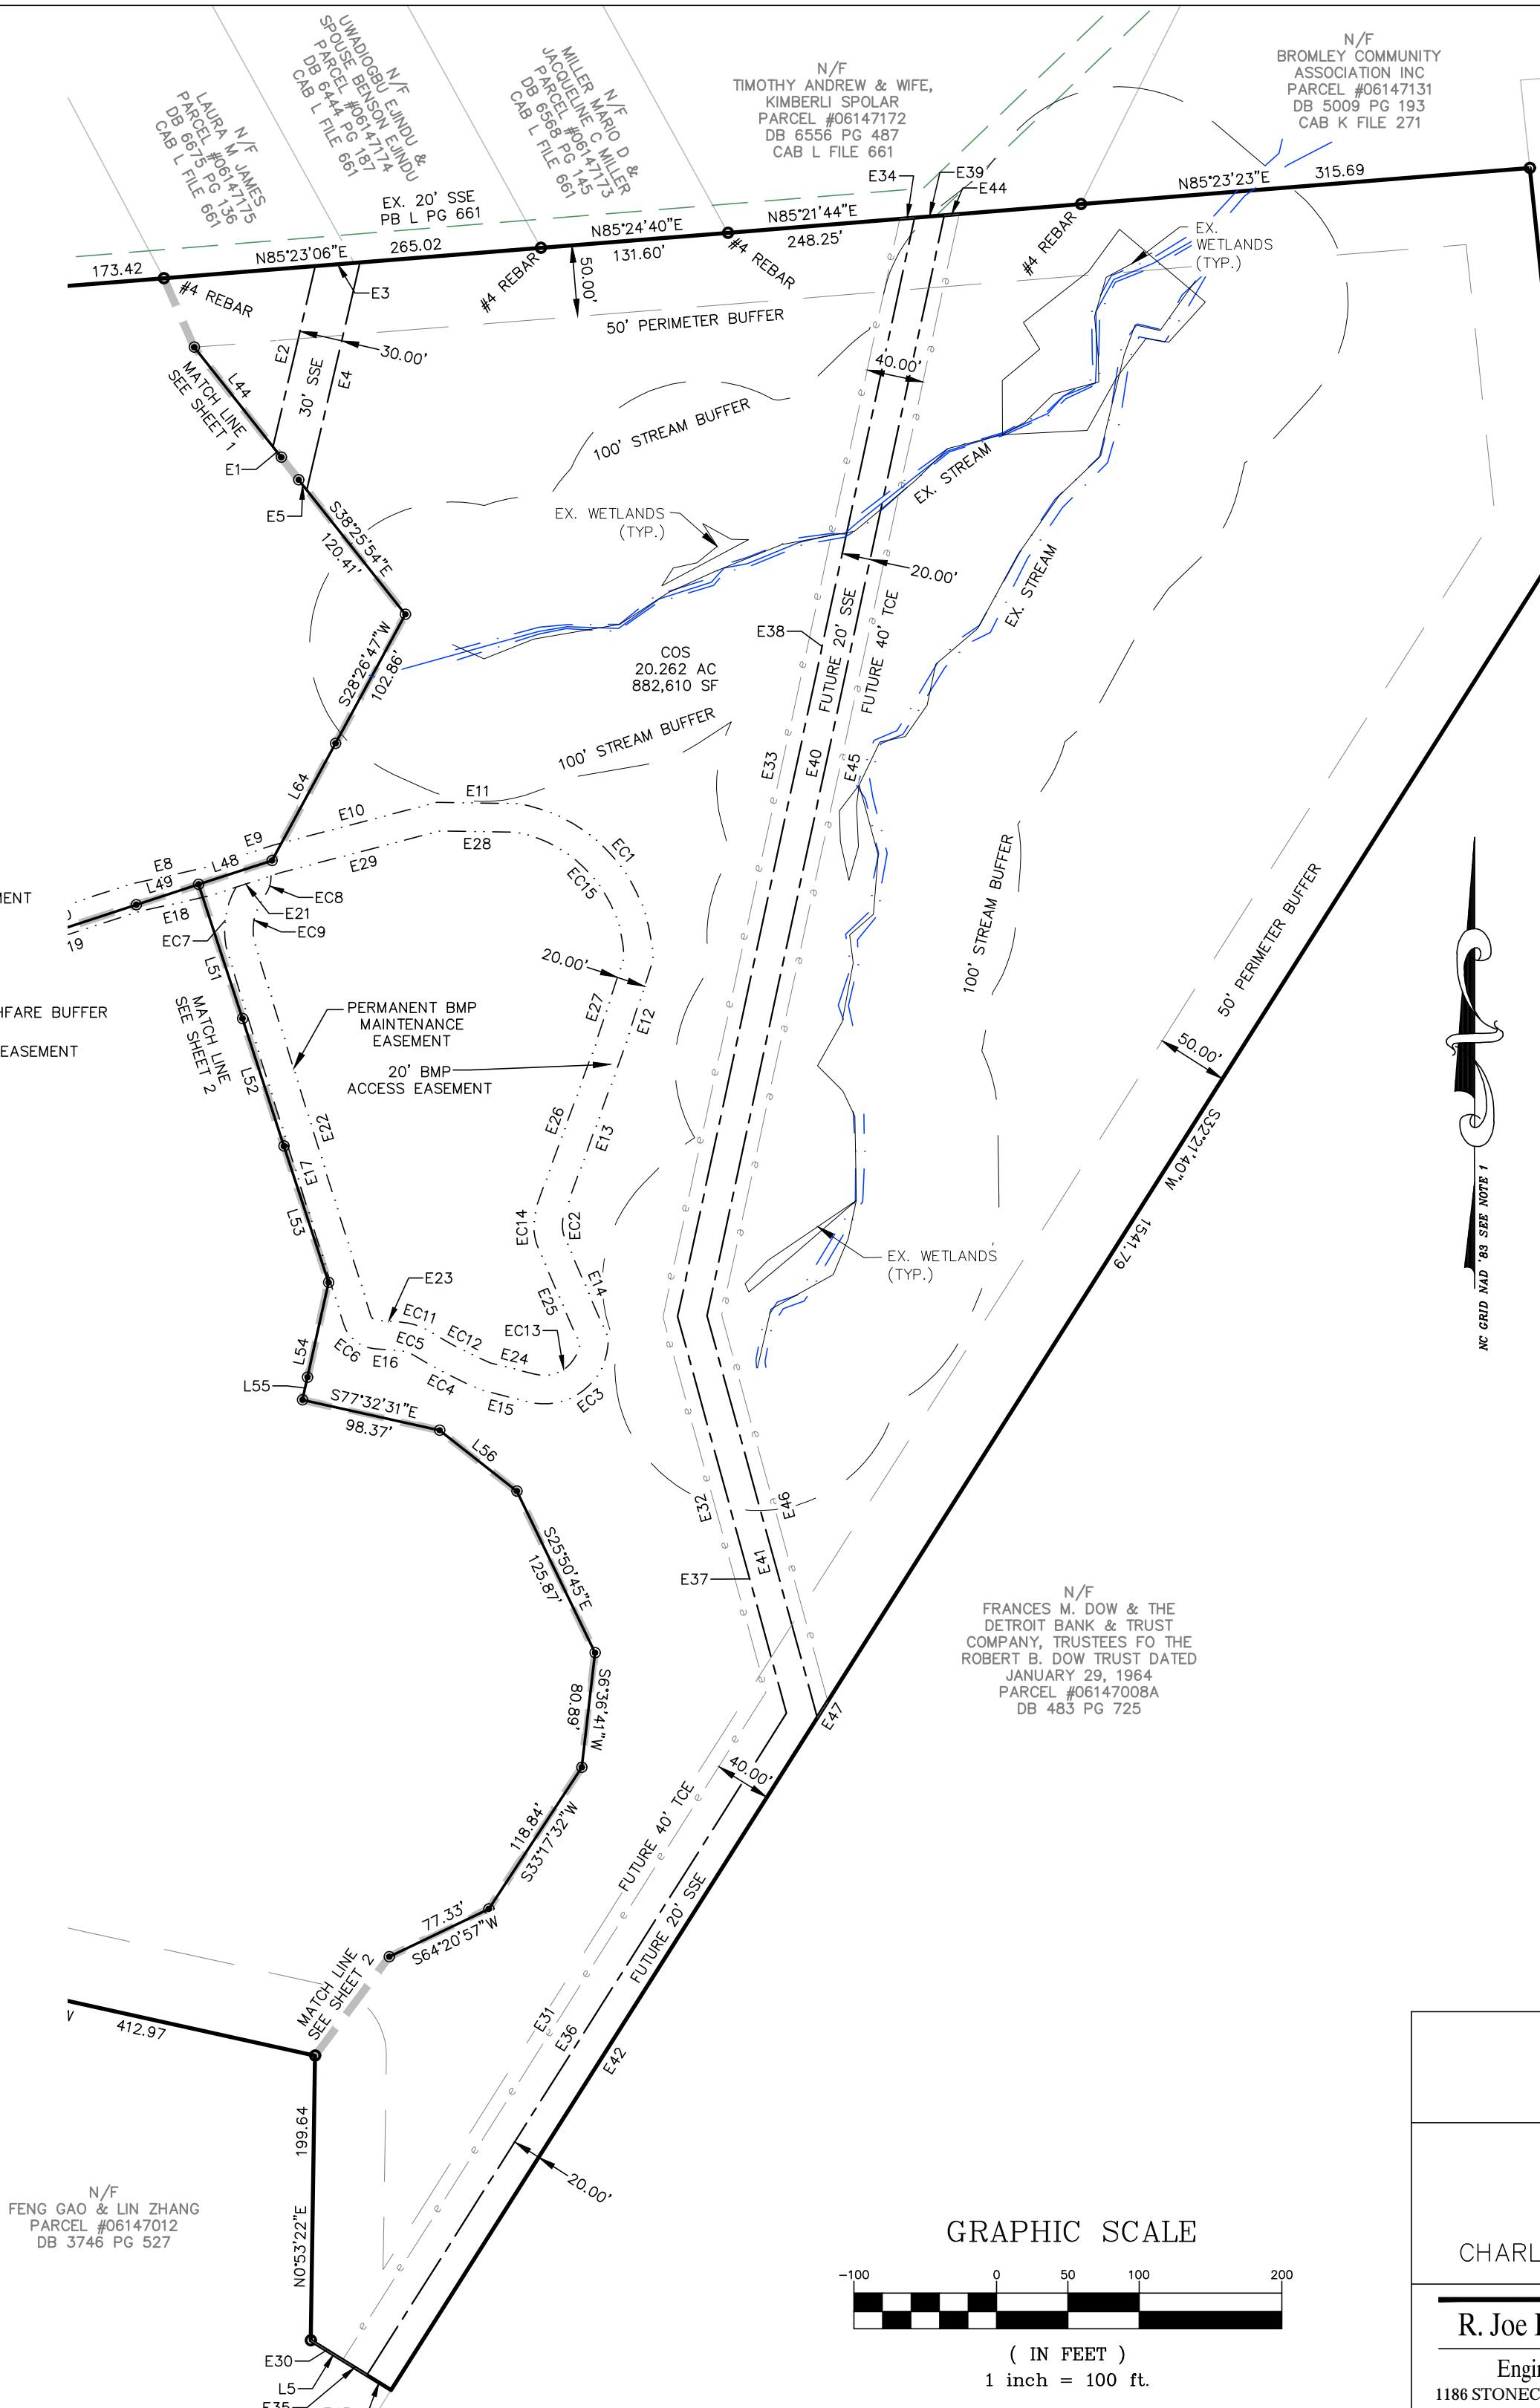 N/F
LAURA M JAMES
PARCEL #06147175
DB 6675 PG 136
CAB L FILE 661
N/F
UWADIOGBU EJINDU &
SPOUSE BENSON EJINDU
PARCEL #06147174
DB 6444 PG 187
CAB L FILE 661
N/F
MILLER MARIO D &
JACQUELINE C MILLER
PARCEL #06147173
DB 6568 PG 145
CAB L FILE 661
N/F
TIMOTHY ANDREW & WIFE,
KIMBERLI SPOLAR
PARCEL #06147172
DB 6556 PG 487
CAB L FILE 661
N/F
BROMLEY COMMUNITY
ASSOCIATION INC
PARCEL #06147131
DB 5009 PG 193
CAB K FILE 271
EX. 20' SSE
PB L PG 661
E34
E39
E44
173.42
N85°23'06"E
265.02
N85°24'40"E
131.60'
N85°21'44"E
248.25'
N85°23'23"E
315.69
#4 REBAR
#4 REBAR
#4 REBAR
#4 REBAR
E3
50.00'
50' PERIMETER BUFFER
EX.
WETLANDS
(TYP.)
E2
30' SSE
E4
30.00'
40.00'
L44
MATCH LINE
SEE SHEET 1
E1
E5
100' STREAM BUFFER
EX. STREAM
S38°25'54"E
120.41'
EX. WETLANDS
(TYP.)
20.00'
EX. STREAM
E38
FUTURE 20' SSE
FUTURE 40' TCE
COS
20.262 AC
882,610 SF
S28°26'47"W
102.86'
100' STREAM BUFFER
E33
E40
E45
L64
E11
E10
E9
E8
E28
E29
EC1
EC15
L48
L49
EC8
E21
EC9
E18
EC7
19
MENT
100' STREAM BUFFER
50' PERIMETER BUFFER
L51
20.00'
E27
E12
MATCH LINE
SEE SHEET 2
HFARE BUFFER
EASEMENT
PERMANENT BMP
MAINTENANCE
EASEMENT
20' BMP
ACCESS EASEMENT
L52
50.00'
E22
E26
E13
S32°21'40"W
1541.79
E17
L53
EC14
EC2
EX. WETLANDS
(TYP.)
NC GRID NAD '83 SEE NOTE 1
E23
EC11
E25
E14
EC13
EC6
EC5
EC12
E16
E24
L54
L55
EC4
E15
EC3
S77°32'31"E
98.37'
L56
E32
E46
S25°50'45"E
125.87'
E37
E41
N/F
FRANCES M. DOW & THE
DETROIT BANK & TRUST
COMPANY, TRUSTEES FO THE
ROBERT B. DOW TRUST DATED
JANUARY 29, 1964
PARCEL #06147008A
DB 483 PG 725
S6°36'41"W
80.89'
E47
40.00'
FUTURE 40' TCE
118.84'
S33°17'32"W
FUTURE 20' SSE
77.33'
S64°20'57"W
MATCH LINE
SEE SHEET 2
W
412.97
E31
E36
E42
199.64
N0°53'22"E
20.00'
N/F
FENG GAO & LIN ZHANG
PARCEL #06147012
DB 3746 PG 527
E30
L5
E35
GRAPHIC SCALE
-100 0 50 100 200
( IN FEET )
1 inch = 100 ft.
CHARL
R. Joe
Engi
1186 STONEC